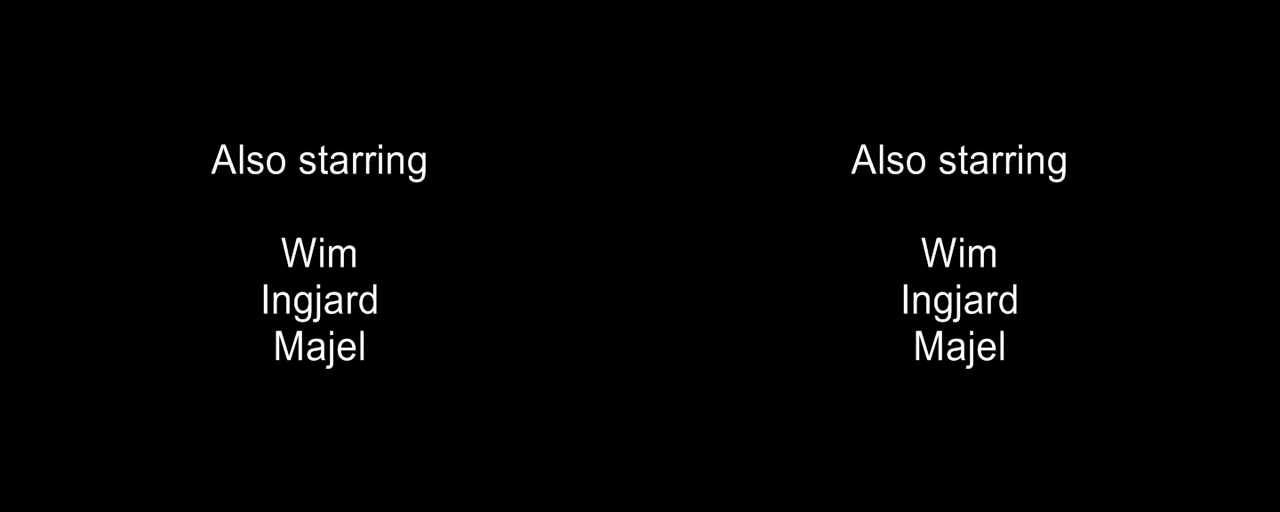 Also starring
Wim
Ingjard
Majel
Also starring
Wim
Ingjard
Majel